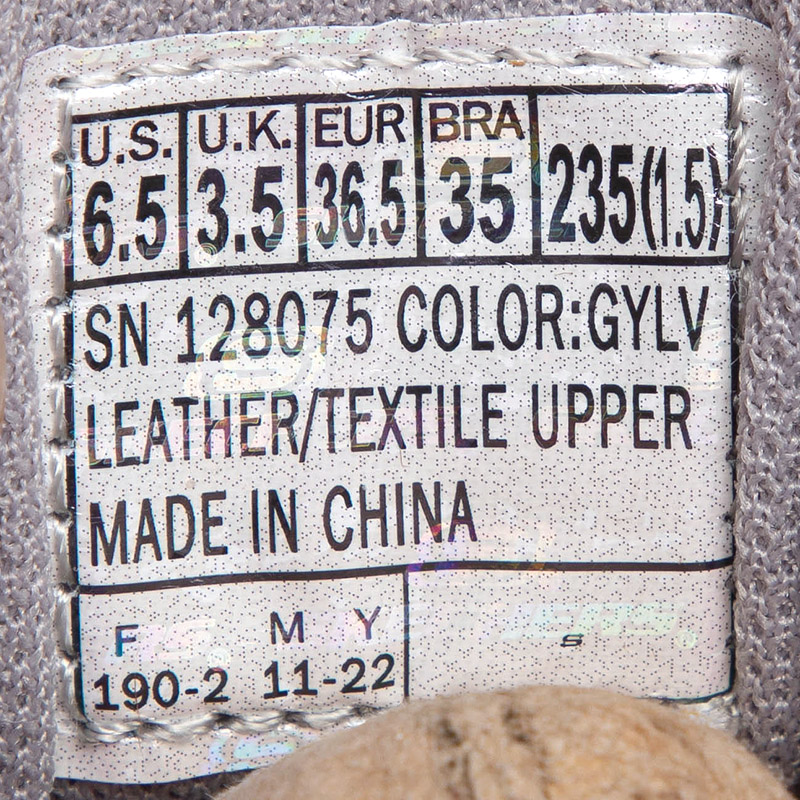 U.S. U.K. EUR BRA
6.5 3.5 36.5 35 235(1.5)
SN 128075 COLOR:GYLV
LEATHER/TEXTILE UPPER
MADE IN CHINA
F M Y
S
190-2 11-22